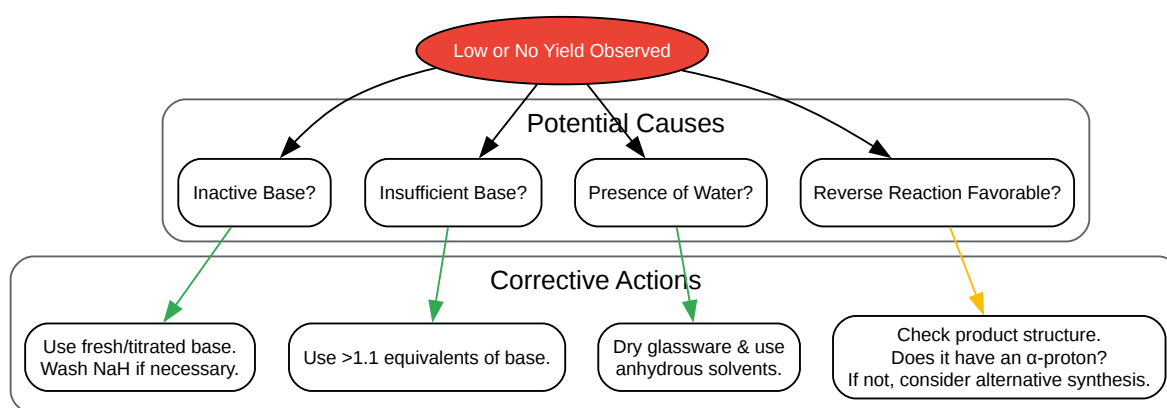 Low or No Yield Observed
Potential Causes
Inactive Base?
Insufficient Base?
Presence of Water?
Reverse Reaction Favorable?
Corrective Actions
Use fresh/titrated base.
Wash NaH if necessary.
Use >1.1 equivalents of base.
Dry glassware & use
anhydrous solvents.
Check product structure.
Does it have an α-proton?
If not, consider alternative synthesis.